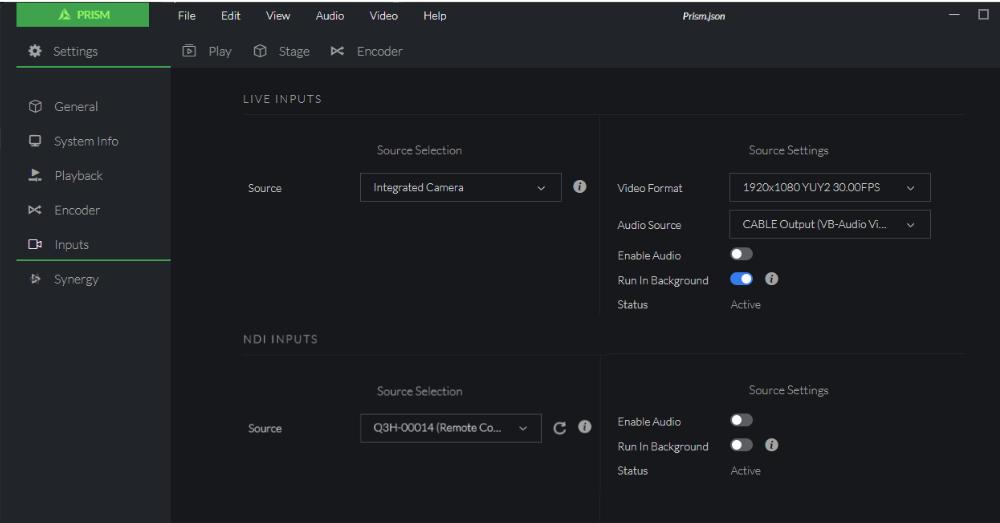 PRISM File Edit View Audio Video Help Prism.json
Settings Play Stage Encoder
General
System Info
Playback
Encoder
Inputs
Synergy
LIVE INPUTS
Source Selection
Source Integrated Camera
Source Settings
Video Format 1920x1080 YUY2 30.00FPS
Audio Source CABLE Output (VB-Audio Vi...
Enable Audio
Run In Background
Status Active
NDI INPUTS
Source Selection
Source Q3H-00014 (Remote Co...
Source Settings
Enable Audio
Run In Background
Status Active